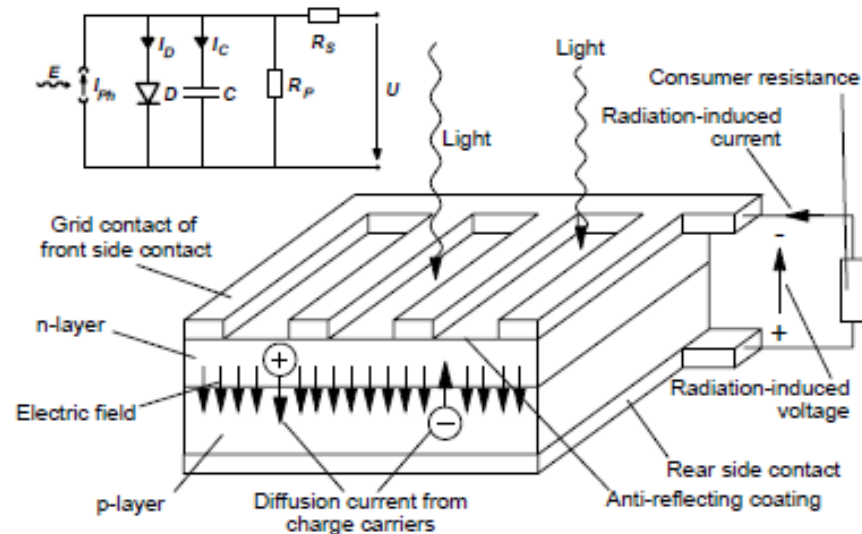 E
I_Ph
I_D
D
I_C
C
R_P
R_S
U
Light
Light
Consumer resistance
Radiation-induced
current
Grid contact of
front side contact
n-layer
Electric field
p-layer
+
−
-
+
Radiation-induced
voltage
Rear side contact
Anti-reflecting coating
Diffusion current from
charge carriers